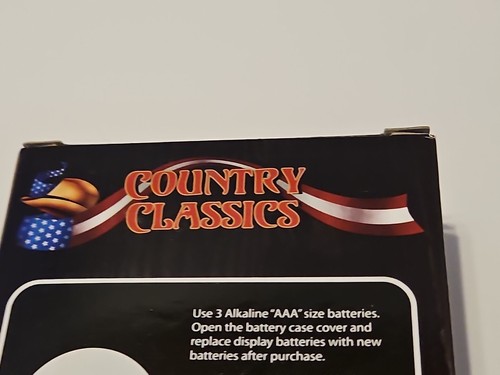 COUNTRY
CLASSICS
Use 3 Alkaline "AAA" size batteries.
Open the battery case cover and
replace display batteries with new
batteries after purchase.